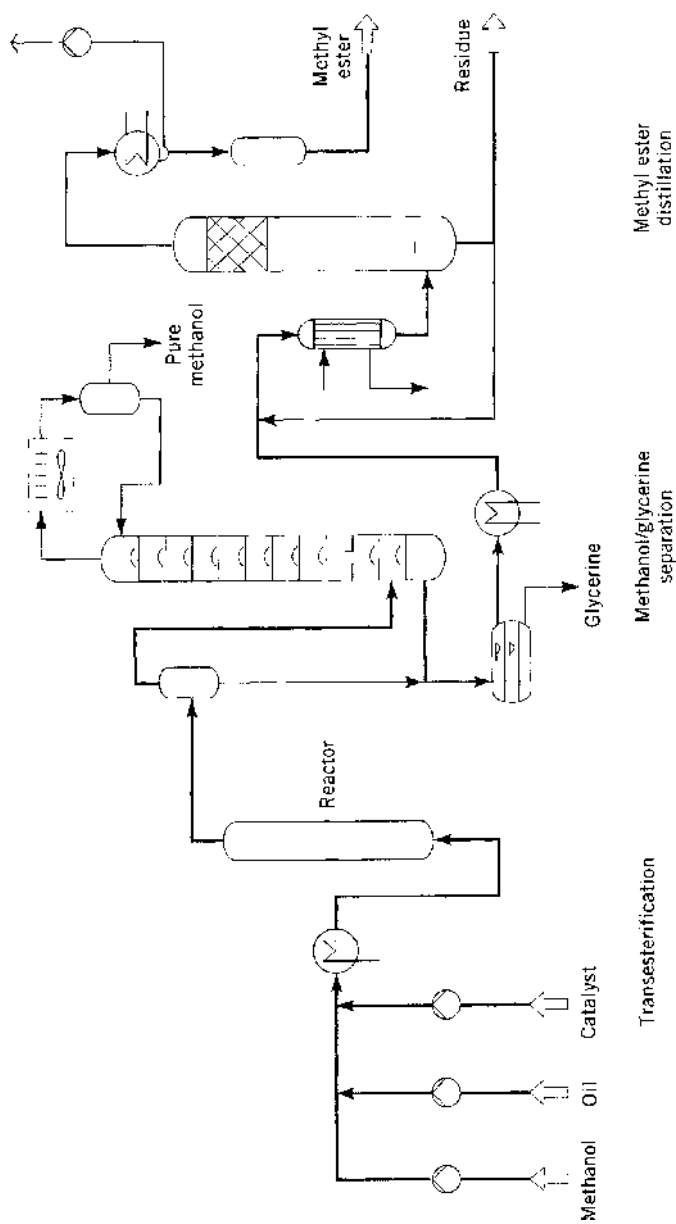 Methanol
Oil
Catalyst
Transesterification
Reactor
Glycerine
Methanol/glycerine
separation
Pure
methanol
Methyl
ester
Residue
Methyl ester
distillation